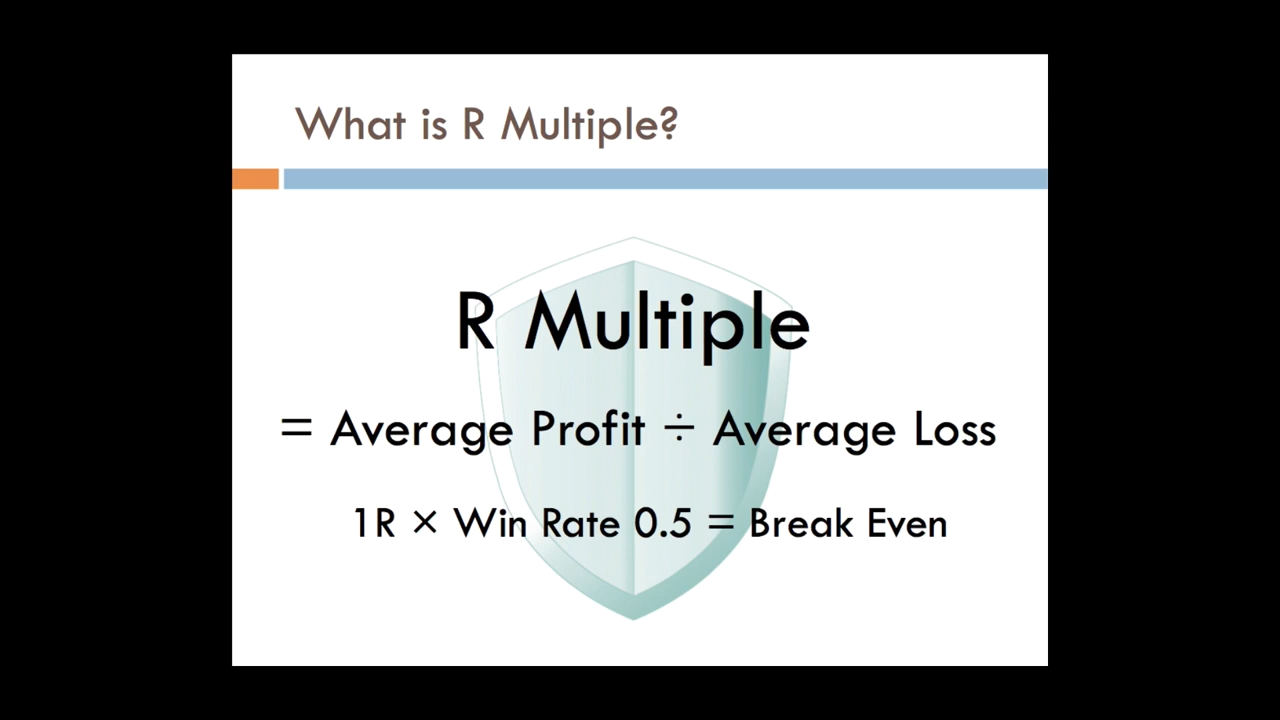 What is R Multiple?
R Multiple
= Average Profit ÷ Average Loss
1R × Win Rate 0.5 = Break Even